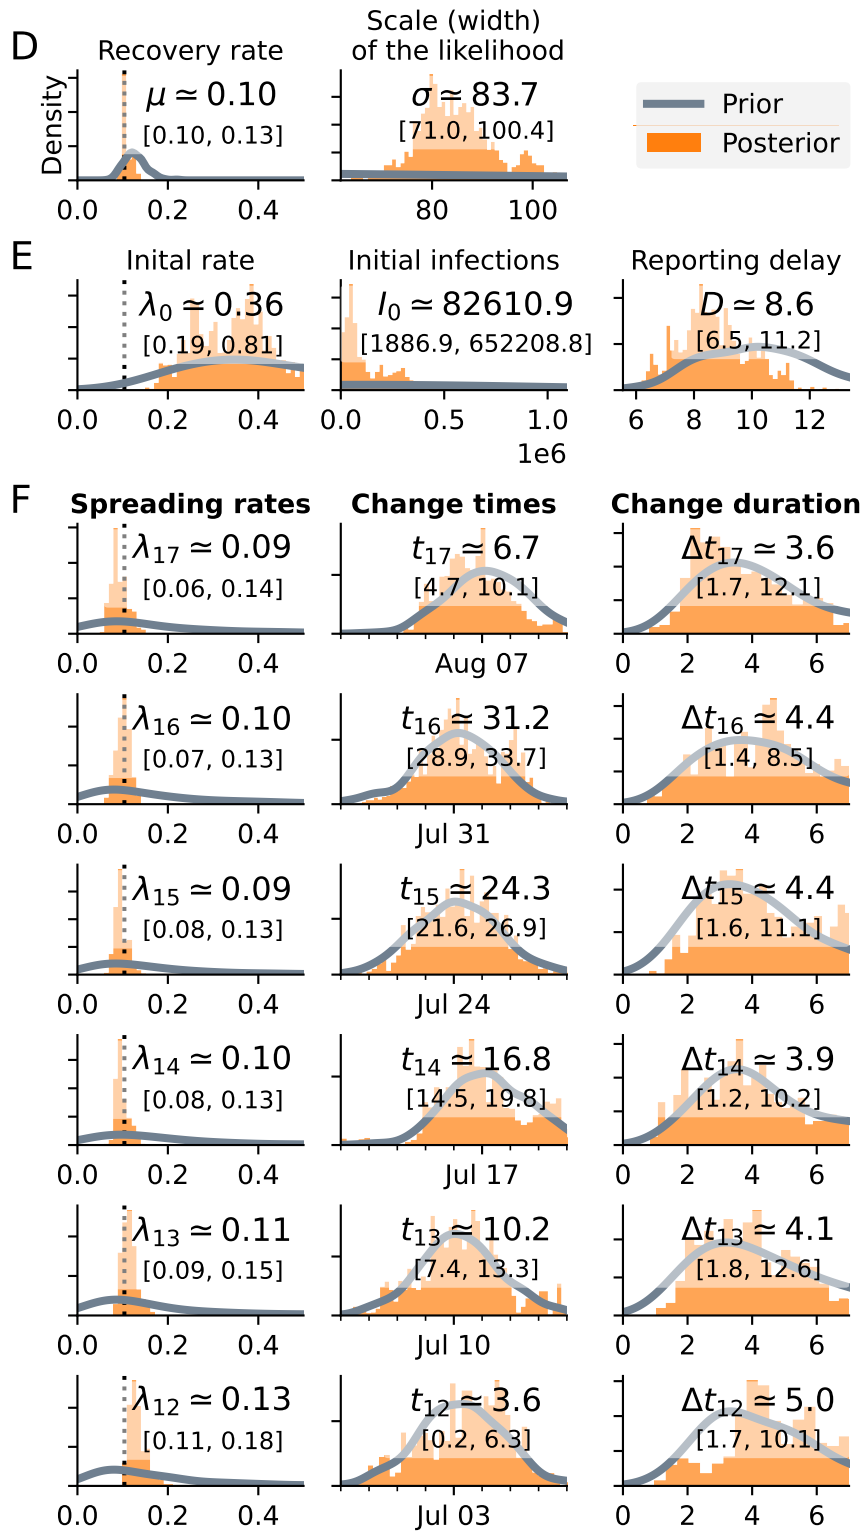 D
Recovery rate
Scale (width)
of the likelihood
Density
μ ≃ 0.10
[0.10, 0.13]
σ ≃ 83.7
[71.0, 100.4]
Prior
Posterior
0.0 0.2 0.4
80 100
E
Inital rate
Initial infections
Reporting delay
λ0 ≃ 0.36
[0.19, 0.81]
I0 ≃ 82610.9
[1886.9, 652208.8]
D ≃ 8.6
[6.5, 11.2]
0.0 0.2 0.4
0.0 0.5 1.0
1e6
6 8 10 12
F
Spreading rates
Change times
Change duration
λ17 ≃ 0.09
[0.06, 0.14]
t17 ≃ 6.7
[4.7, 10.1]
Δt17 ≃ 3.6
[1.7, 12.1]
0.0 0.2 0.4
Aug 07
0 2 4 6
λ16 ≃ 0.10
[0.07, 0.13]
t16 ≃ 31.2
[28.9, 33.7]
Δt16 ≃ 4.4
[1.4, 8.5]
0.0 0.2 0.4
Jul 31
0 2 4 6
λ15 ≃ 0.09
[0.08, 0.13]
t15 ≃ 24.3
[21.6, 26.9]
Δt15 ≃ 4.4
[1.6, 11.1]
0.0 0.2 0.4
Jul 24
0 2 4 6
λ14 ≃ 0.10
[0.08, 0.13]
t14 ≃ 16.8
[14.5, 19.8]
Δt14 ≃ 3.9
[1.2, 10.2]
0.0 0.2 0.4
Jul 17
0 2 4 6
λ13 ≃ 0.11
[0.09, 0.15]
t13 ≃ 10.2
[7.4, 13.3]
Δt13 ≃ 4.1
[1.8, 12.6]
0.0 0.2 0.4
Jul 10
0 2 4 6
λ12 ≃ 0.13
[0.11, 0.18]
t12 ≃ 3.6
[0.2, 6.3]
Δt12 ≃ 5.0
[1.7, 10.1]
0.0 0.2 0.4
Jul 03
0 2 4 6